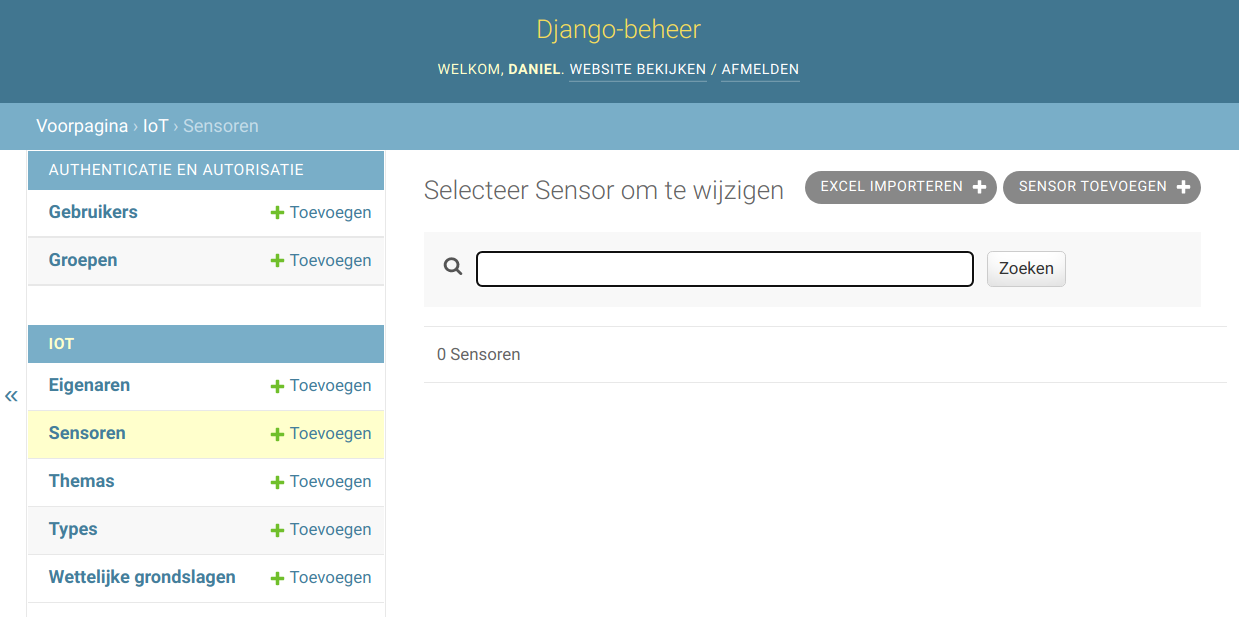 Django-beheer
WELKOM, DANIEL. WEBSITE BEKIJKEN / AFMELDEN
Voorpagina › IoT › Sensoren
«
AUTHENTICATIE EN AUTORISATIE
Gebruikers Toevoegen
Groepen Toevoegen
IOT
Eigenaren Toevoegen
Sensoren Toevoegen
Themas Toevoegen
Types Toevoegen
Wettelijke grondslagen Toevoegen
Selecteer Sensor om te wijzigen
EXCEL IMPORTEREN
SENSOR TOEVOEGEN
Zoeken
0 Sensoren